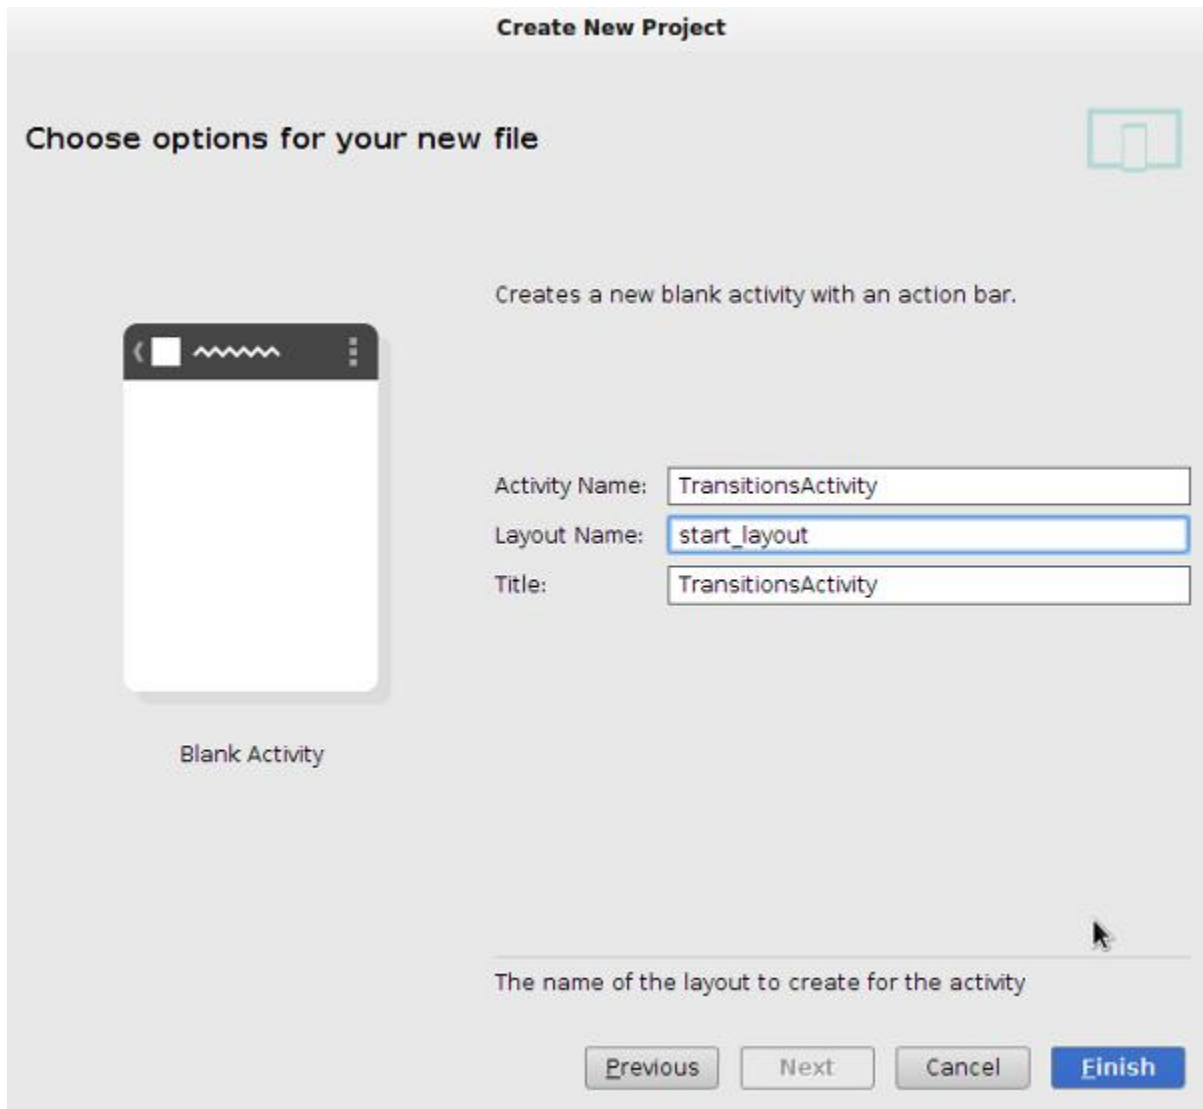 Create New Project
Choose options for your new file
Creates a new blank activity with an action bar.
Activity Name: TransitionsActivity
Layout Name: start_layout
Title: TransitionsActivity
Blank Activity
The name of the layout to create for the activity
Previous Next Cancel Finish